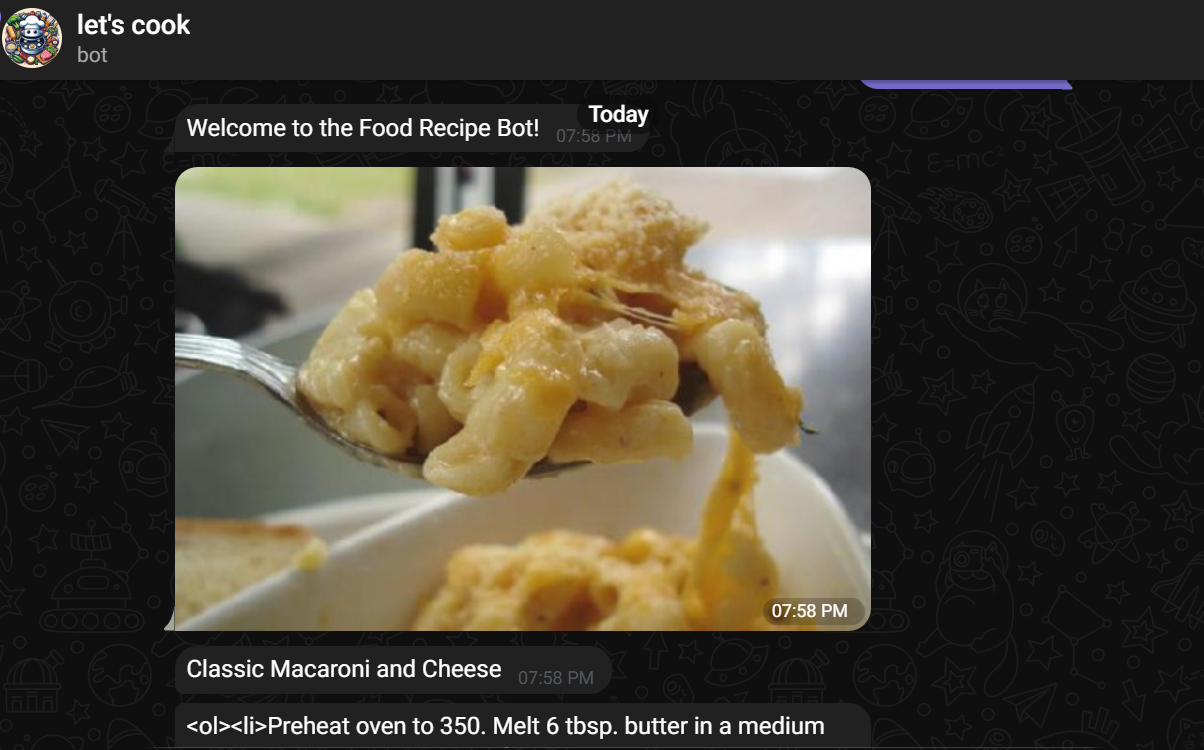 let's cook
bot
Today
Welcome to the Food Recipe Bot! 07:58 PM
E=mc²
07:58 PM
Classic Macaroni and Cheese 07:58 PM
<ol><li>Preheat oven to 350. Melt 6 tbsp. butter in a medium